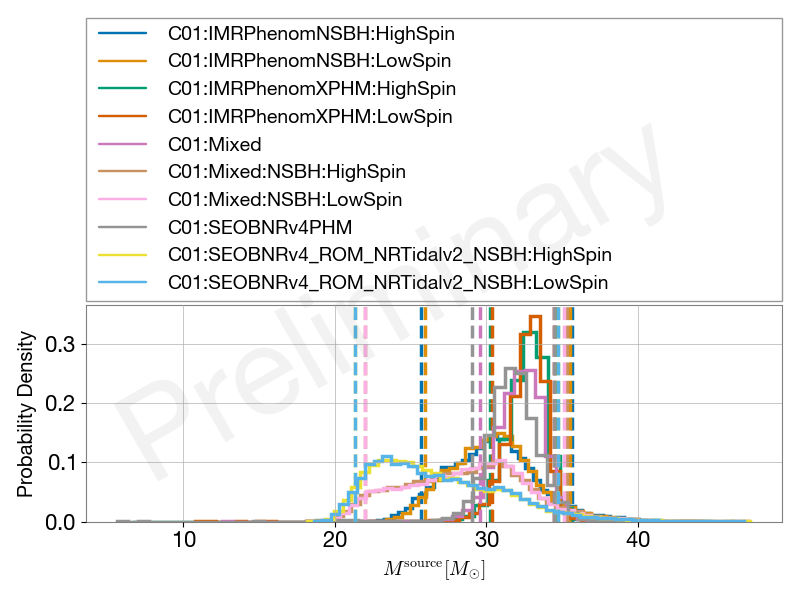 C01:IMRPhenomNSBH:HighSpin
C01:IMRPhenomNSBH:LowSpin
C01:IMRPhenomXPHM:HighSpin
C01:IMRPhenomXPHM:LowSpin
C01:Mixed
C01:Mixed:NSBH:HighSpin
C01:Mixed:NSBH:LowSpin
C01:SEOBNRv4PHM
C01:SEOBNRv4_ROM_NRTidalv2_NSBH:HighSpin
C01:SEOBNRv4_ROM_NRTidalv2_NSBH:LowSpin
Preliminary
Probability Density
0.3
0.2
0.1
0.0
10 20 30 40
M^source [M_⊙]